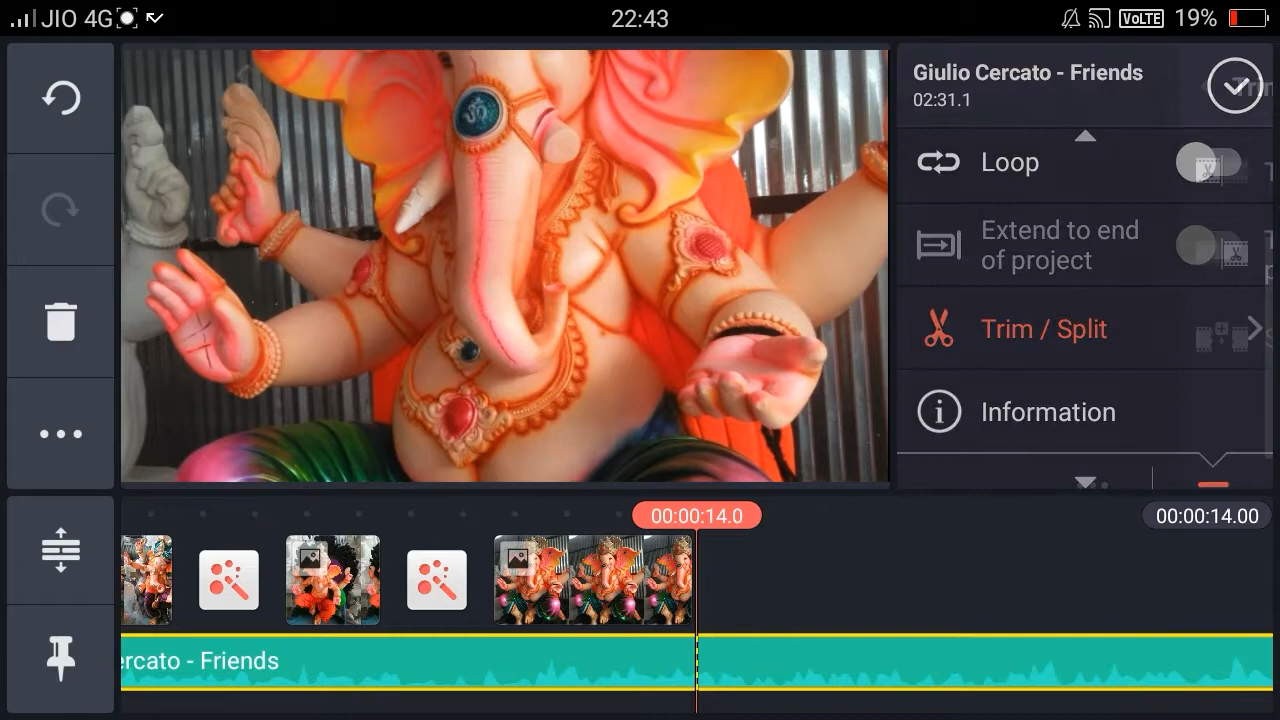 JIO 4G
22:43
VoLTE
19%
Giulio Cercato - Friends
02:31.1
Loop
Extend to end
of project
Trim / Split
Information
00:00:14.0
00:00:14.00
ercato - Friends
ॐ